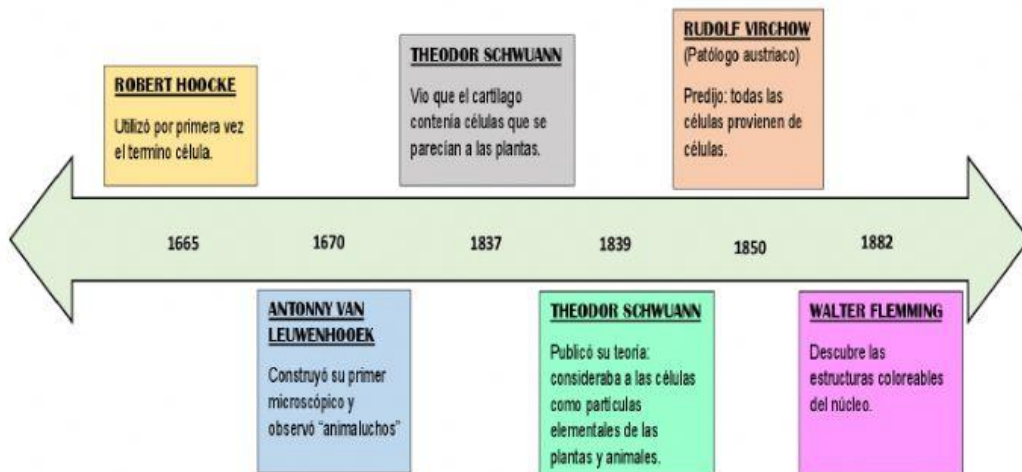 ROBERT HOOCKE
Utilizó por primera vez
el termino célula.
THEODOR SCHWUANN
Vio que el cartílago
contenía células que se
parecían a las plantas.
RUDOLF VIRCHOW
(Patólogo austriaco)
Predijo: todas las
células provienen de
células.
1665
1670
1837
1839
1850
1882
ANTONNY VAN
LEUWENHOOEK
Construyó su primer
microscópico y
observó “animaluchos”
THEODOR SCHWUANN
Publicó su teoría:
consideraba a las células
como partículas
elementales de las
plantas y animales.
WALTER FLEMMING
Descubre las
estructuras coloreables
del núcleo.